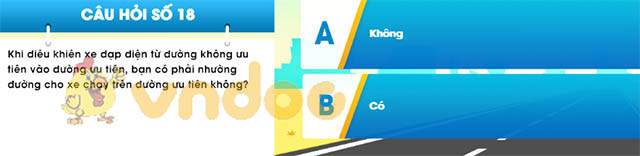 CÂU HỎI SỐ 18
Khi điều khiển xe đạp điện từ đường không ưu
tiên vào đường ưu tiên, bạn có phải nhường
đường cho xe chạy trên đường ưu tiên không?
vndoc
A
Không
B
Có